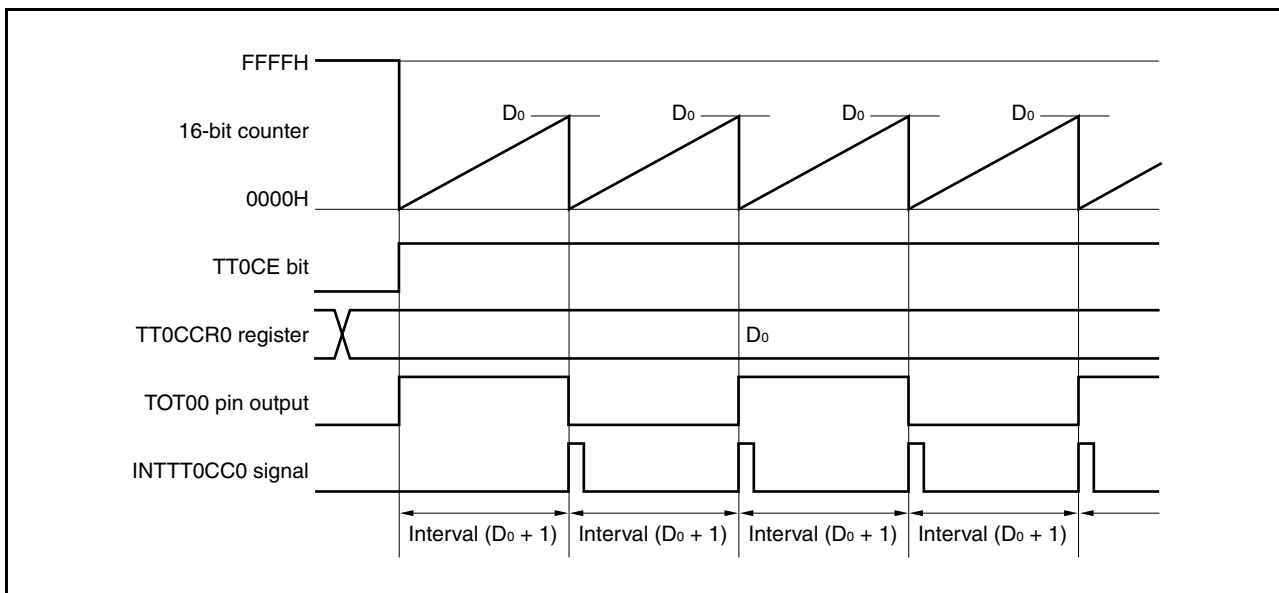 FFFFH
D₀ D₀ D₀ D₀
16-bit counter
0000H
TT0CE bit
TT0CCR0 register D₀
TOT00 pin output
INTTT0CC0 signal
Interval (D₀ + 1) Interval (D₀ + 1) Interval (D₀ + 1) Interval (D₀ + 1)